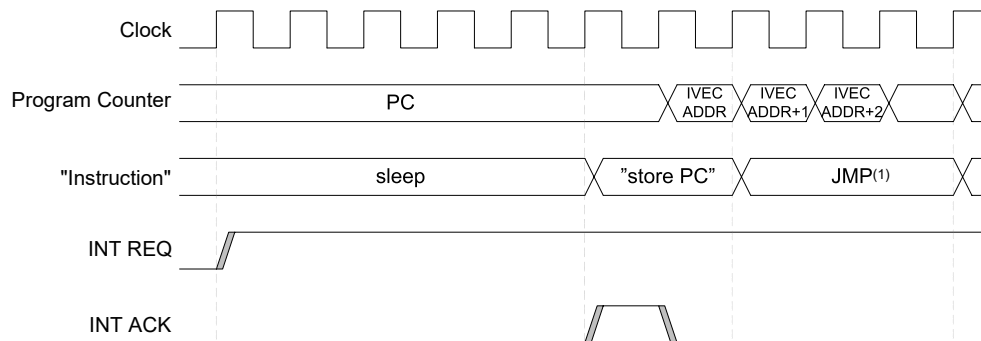 Clock
Program Counter
PC
IVEC
ADDR
IVEC
ADDR+1
IVEC
ADDR+2
"Instruction"
sleep
”store PC”
JMP(1)
INT REQ
INT ACK